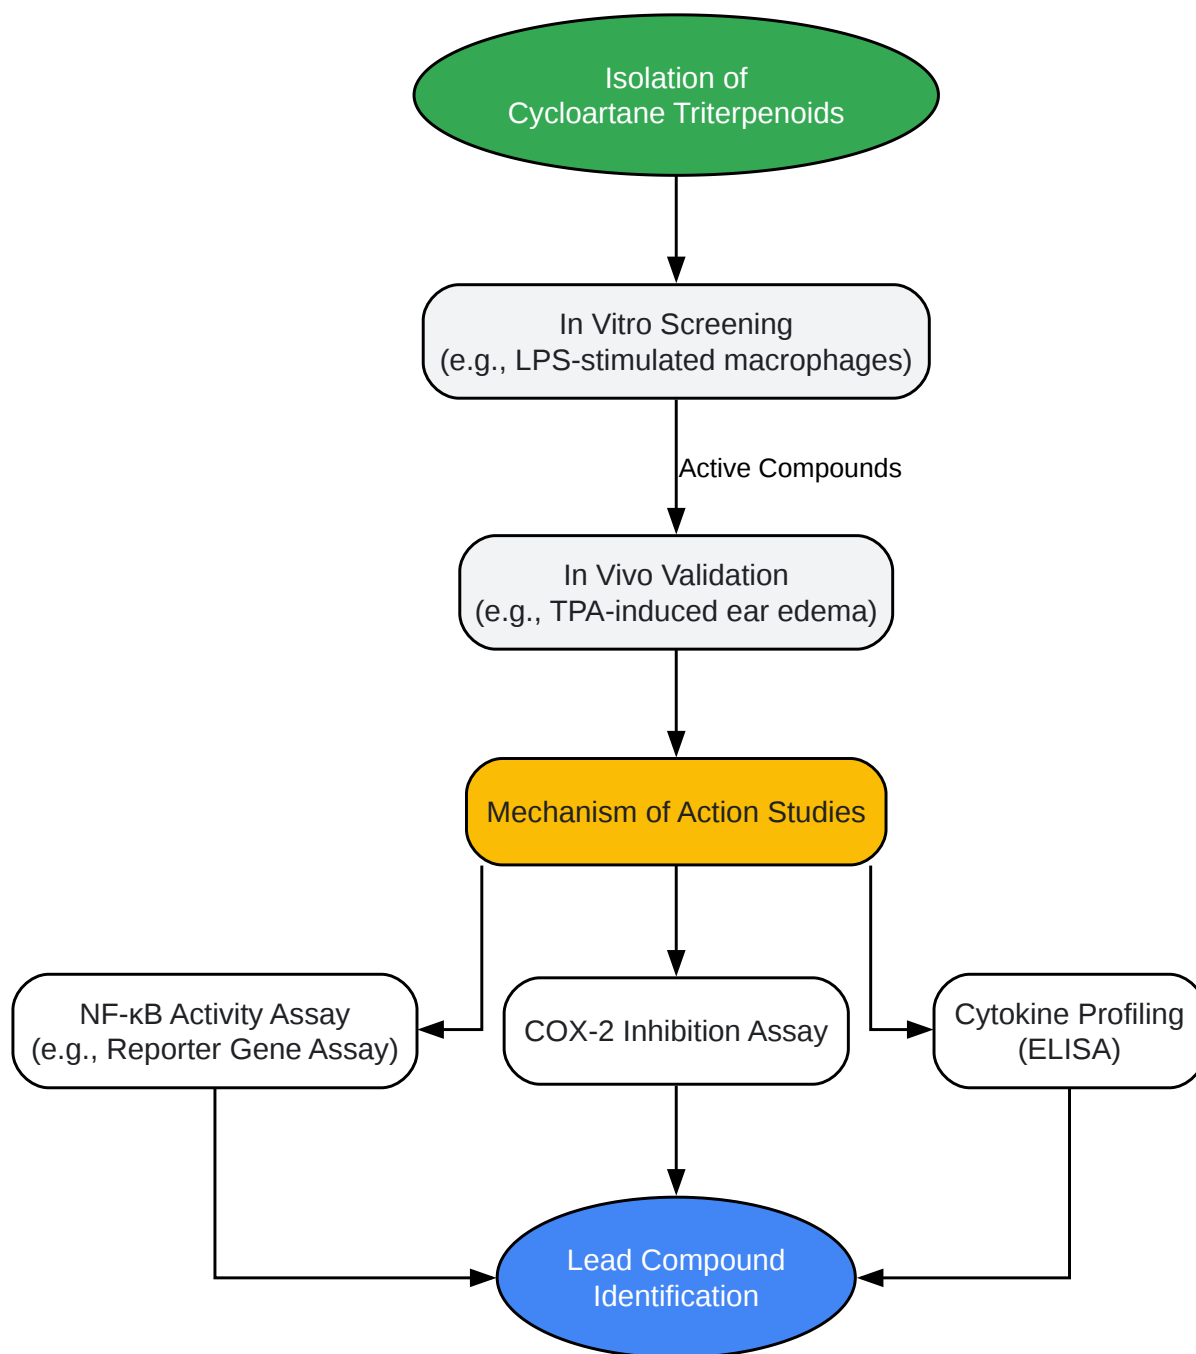 Isolation of
Cycloartane Triterpenoids
In Vitro Screening
(e.g., LPS-stimulated macrophages)
Active Compounds
In Vivo Validation
(e.g., TPA-induced ear edema)
Mechanism of Action Studies
NF-κB Activity Assay
(e.g., Reporter Gene Assay)
COX-2 Inhibition Assay
Cytokine Profiling
(ELISA)
Lead Compound
Identification